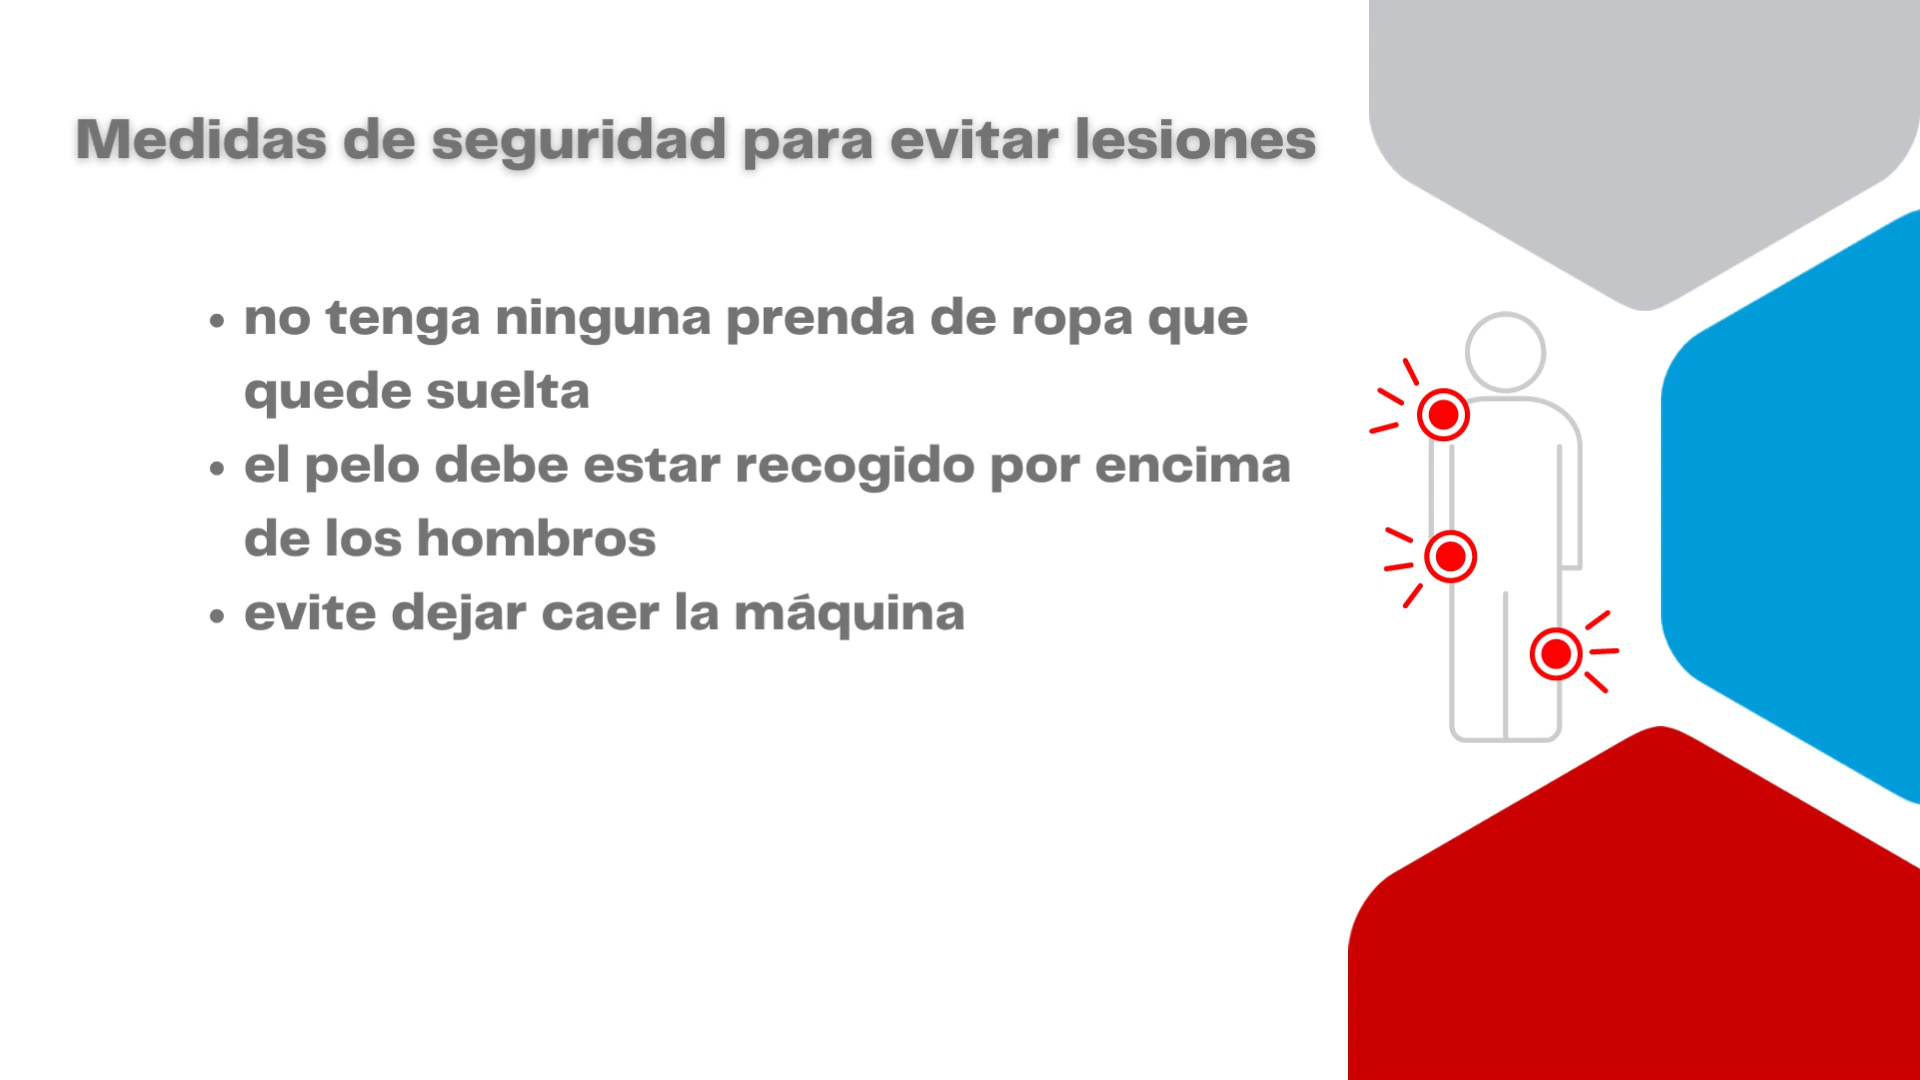 Medidas de seguridad para evitar lesiones
• no tenga ninguna prenda de ropa que
quede suelta
• el pelo debe estar recogido por encima
de los hombros
• evite dejar caer la máquina